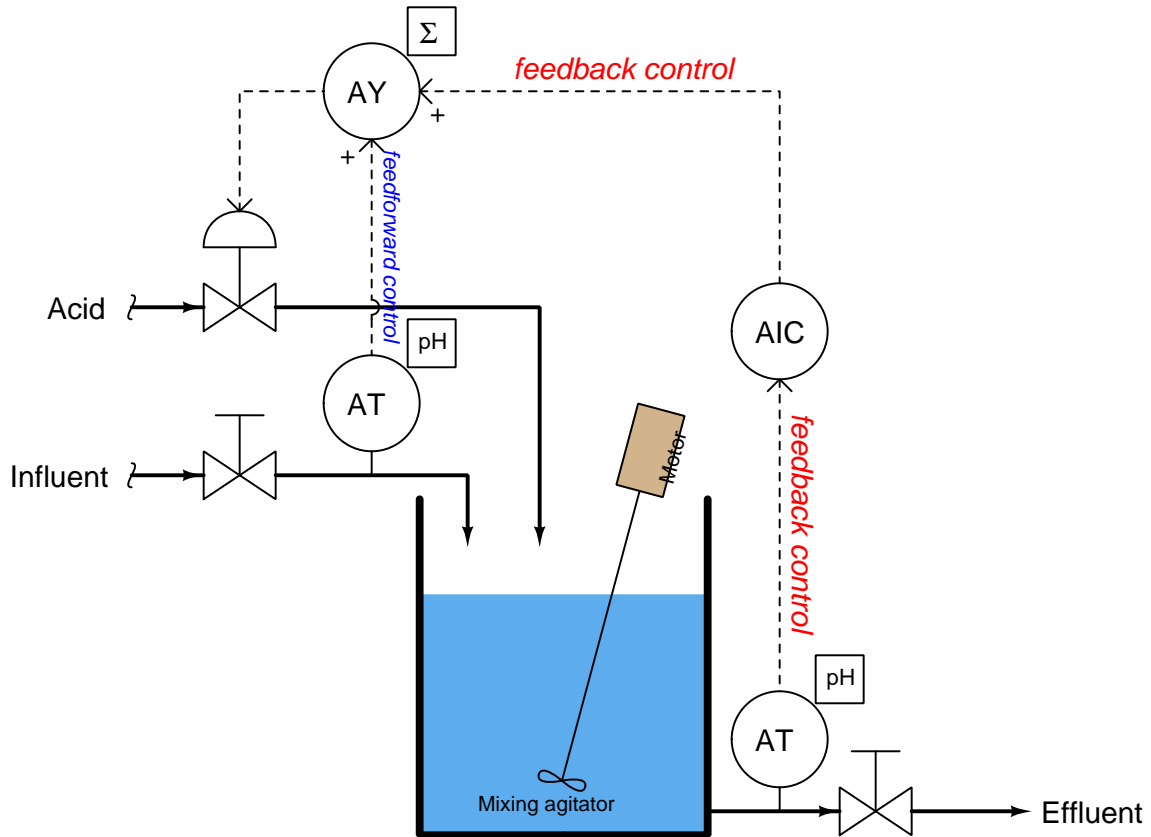 Σ
feedback control
AY
+
+
feedforward control
Acid
pH
AIC
AT
Motor
Influent
feedback control
pH
AT
Mixing agitator
Effluent